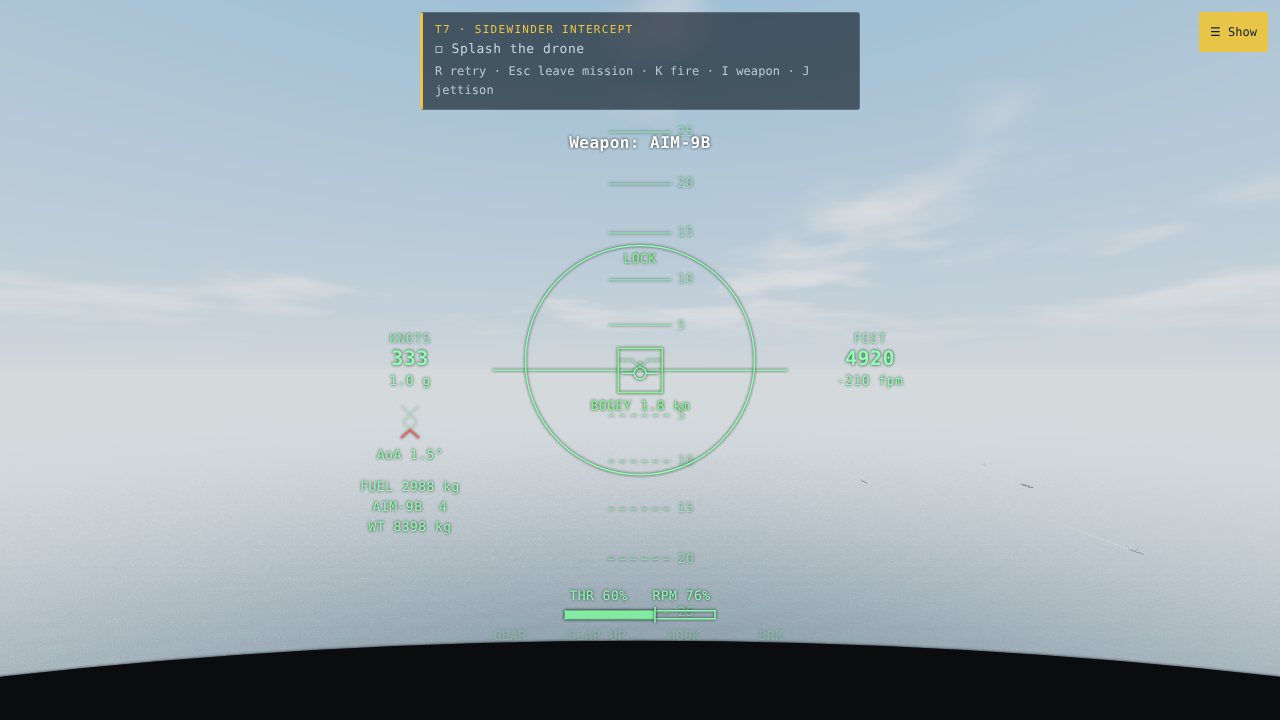 T7 · SIDEWINDER INTERCEPT
☐ Splash the drone
R retry · Esc leave mission · K fire · I weapon · J
jettison
☰ Show
25
Weapon: AIM-9B
20
15
LOCK
10
5
KNOTS
333
1.0 g
FEET
4920
-210 fpm
BOGEY 1.8 km
5
AoA 1.5°
10
FUEL 2988 kg
AIM-9B 4
WT 8398 kg
15
20
THR 60% RPM 76%
25
GEAR FLAP UP HOOK BRK